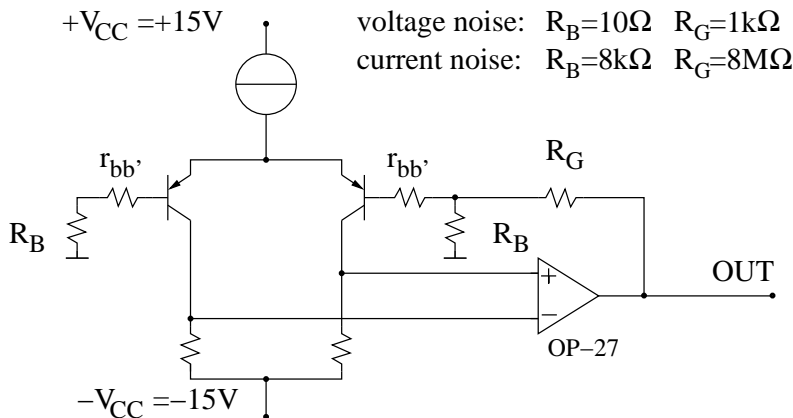 +V_CC =+15V
voltage noise: R_B=10Ω R_G=1kΩ
current noise: R_B=8kΩ R_G=8MΩ
r_bb'
r_bb'
R_G
R_B
R_B
OUT
+
−
OP−27
−V_CC =−15V